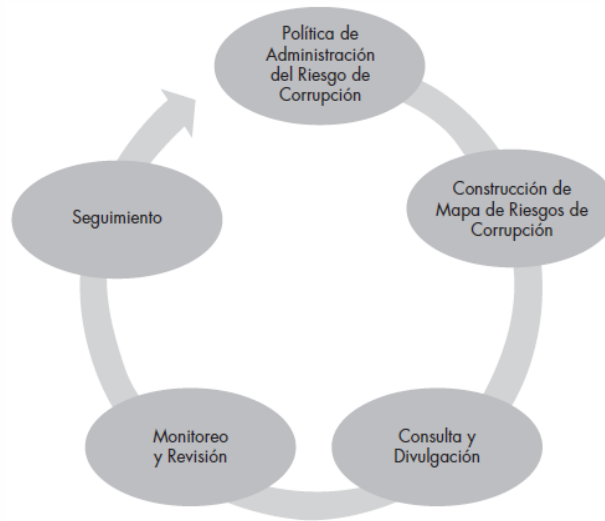 Política de
Administración
del Riesgo de
Corrupción
Construcción de
Mapa de Riesgos de
Corrupción
Consulta y
Divulgación
Monitoreo
y Revisión
Seguimiento